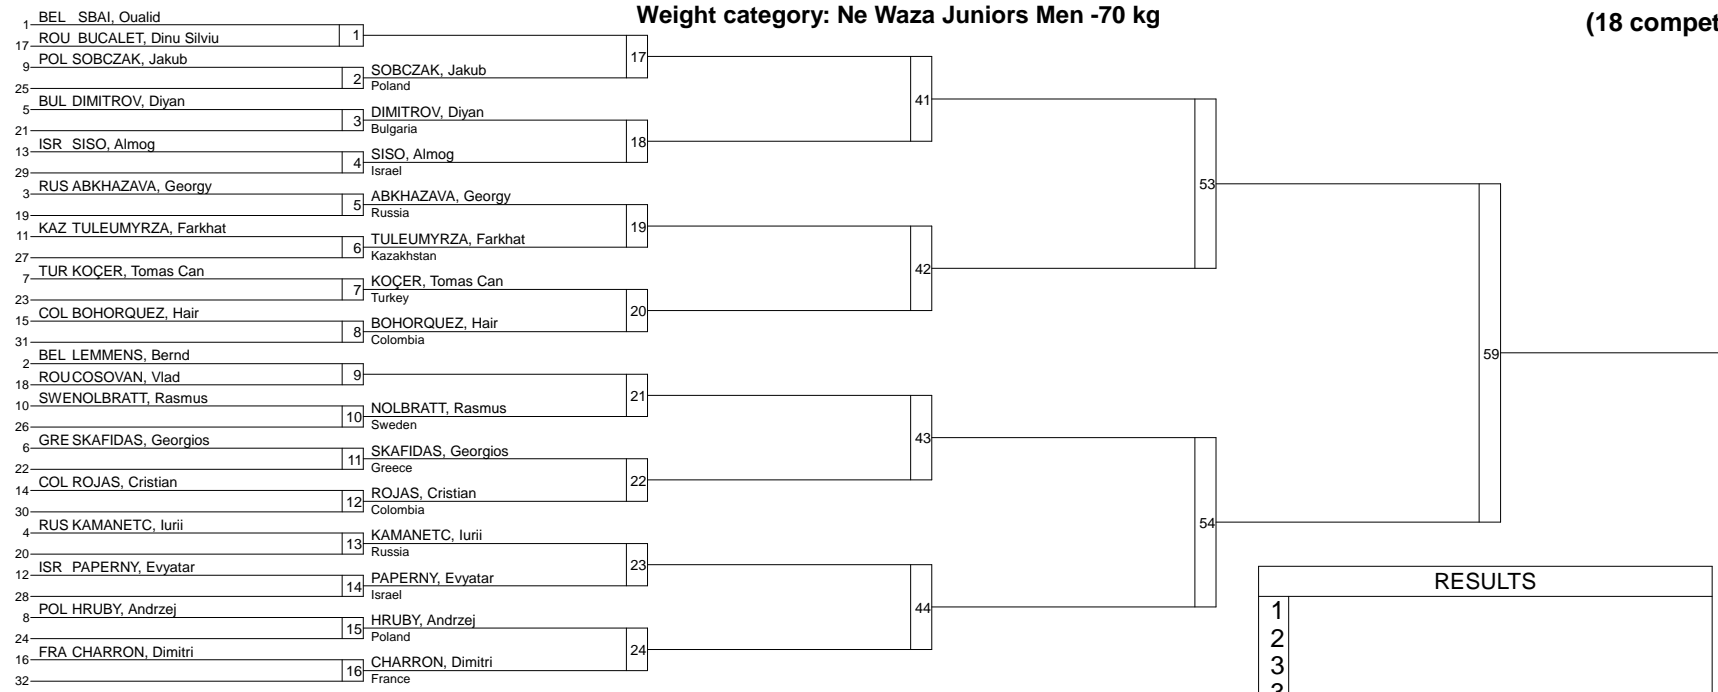 Weight category: Ne Waza Juniors Men -70 kg
(18 compet
1 BEL SBAI, Oualid
17 ROU BUCALET, Dinu Silviu
1
9 POL SOBCZAK, Jakub
25
2 SOBCZAK, Jakub
Poland
17
5 BUL DIMITROV, Diyan
21
3 DIMITROV, Diyan
Bulgaria
13 ISR SISO, Almog
29
4 SISO, Almog
Israel
18
41
3 RUS ABKHAZAVA, Georgy
19
5 ABKHAZAVA, Georgy
Russia
11 KAZ TULEUMYRZA, Farkhat
27
6 TULEUMYRZA, Farkhat
Kazakhstan
19
7 TUR KOÇER, Tomas Can
23
7 KOÇER, Tomas Can
Turkey
15 COL BOHORQUEZ, Hair
31
8 BOHORQUEZ, Hair
Colombia
20
42
53
2 BEL LEMMENS, Bernd
18 ROU COSOVAN, Vlad
9
10 SWE NOLBRATT, Rasmus
26
10 NOLBRATT, Rasmus
Sweden
21
6 GRE SKAFIDAS, Georgios
22
11 SKAFIDAS, Georgios
Greece
14 COL ROJAS, Cristian
30
12 ROJAS, Cristian
Colombia
22
43
4 RUS KAMANETC, Iurii
20
13 KAMANETC, Iurii
Russia
12 ISR PAPERNY, Evyatar
28
14 PAPERNY, Evyatar
Israel
23
8 POL HRUBY, Andrzej
24
15 HRUBY, Andrzej
Poland
16 FRA CHARRON, Dimitri
32
16 CHARRON, Dimitri
France
24
44
54
59
RESULTS
1
2
3
3